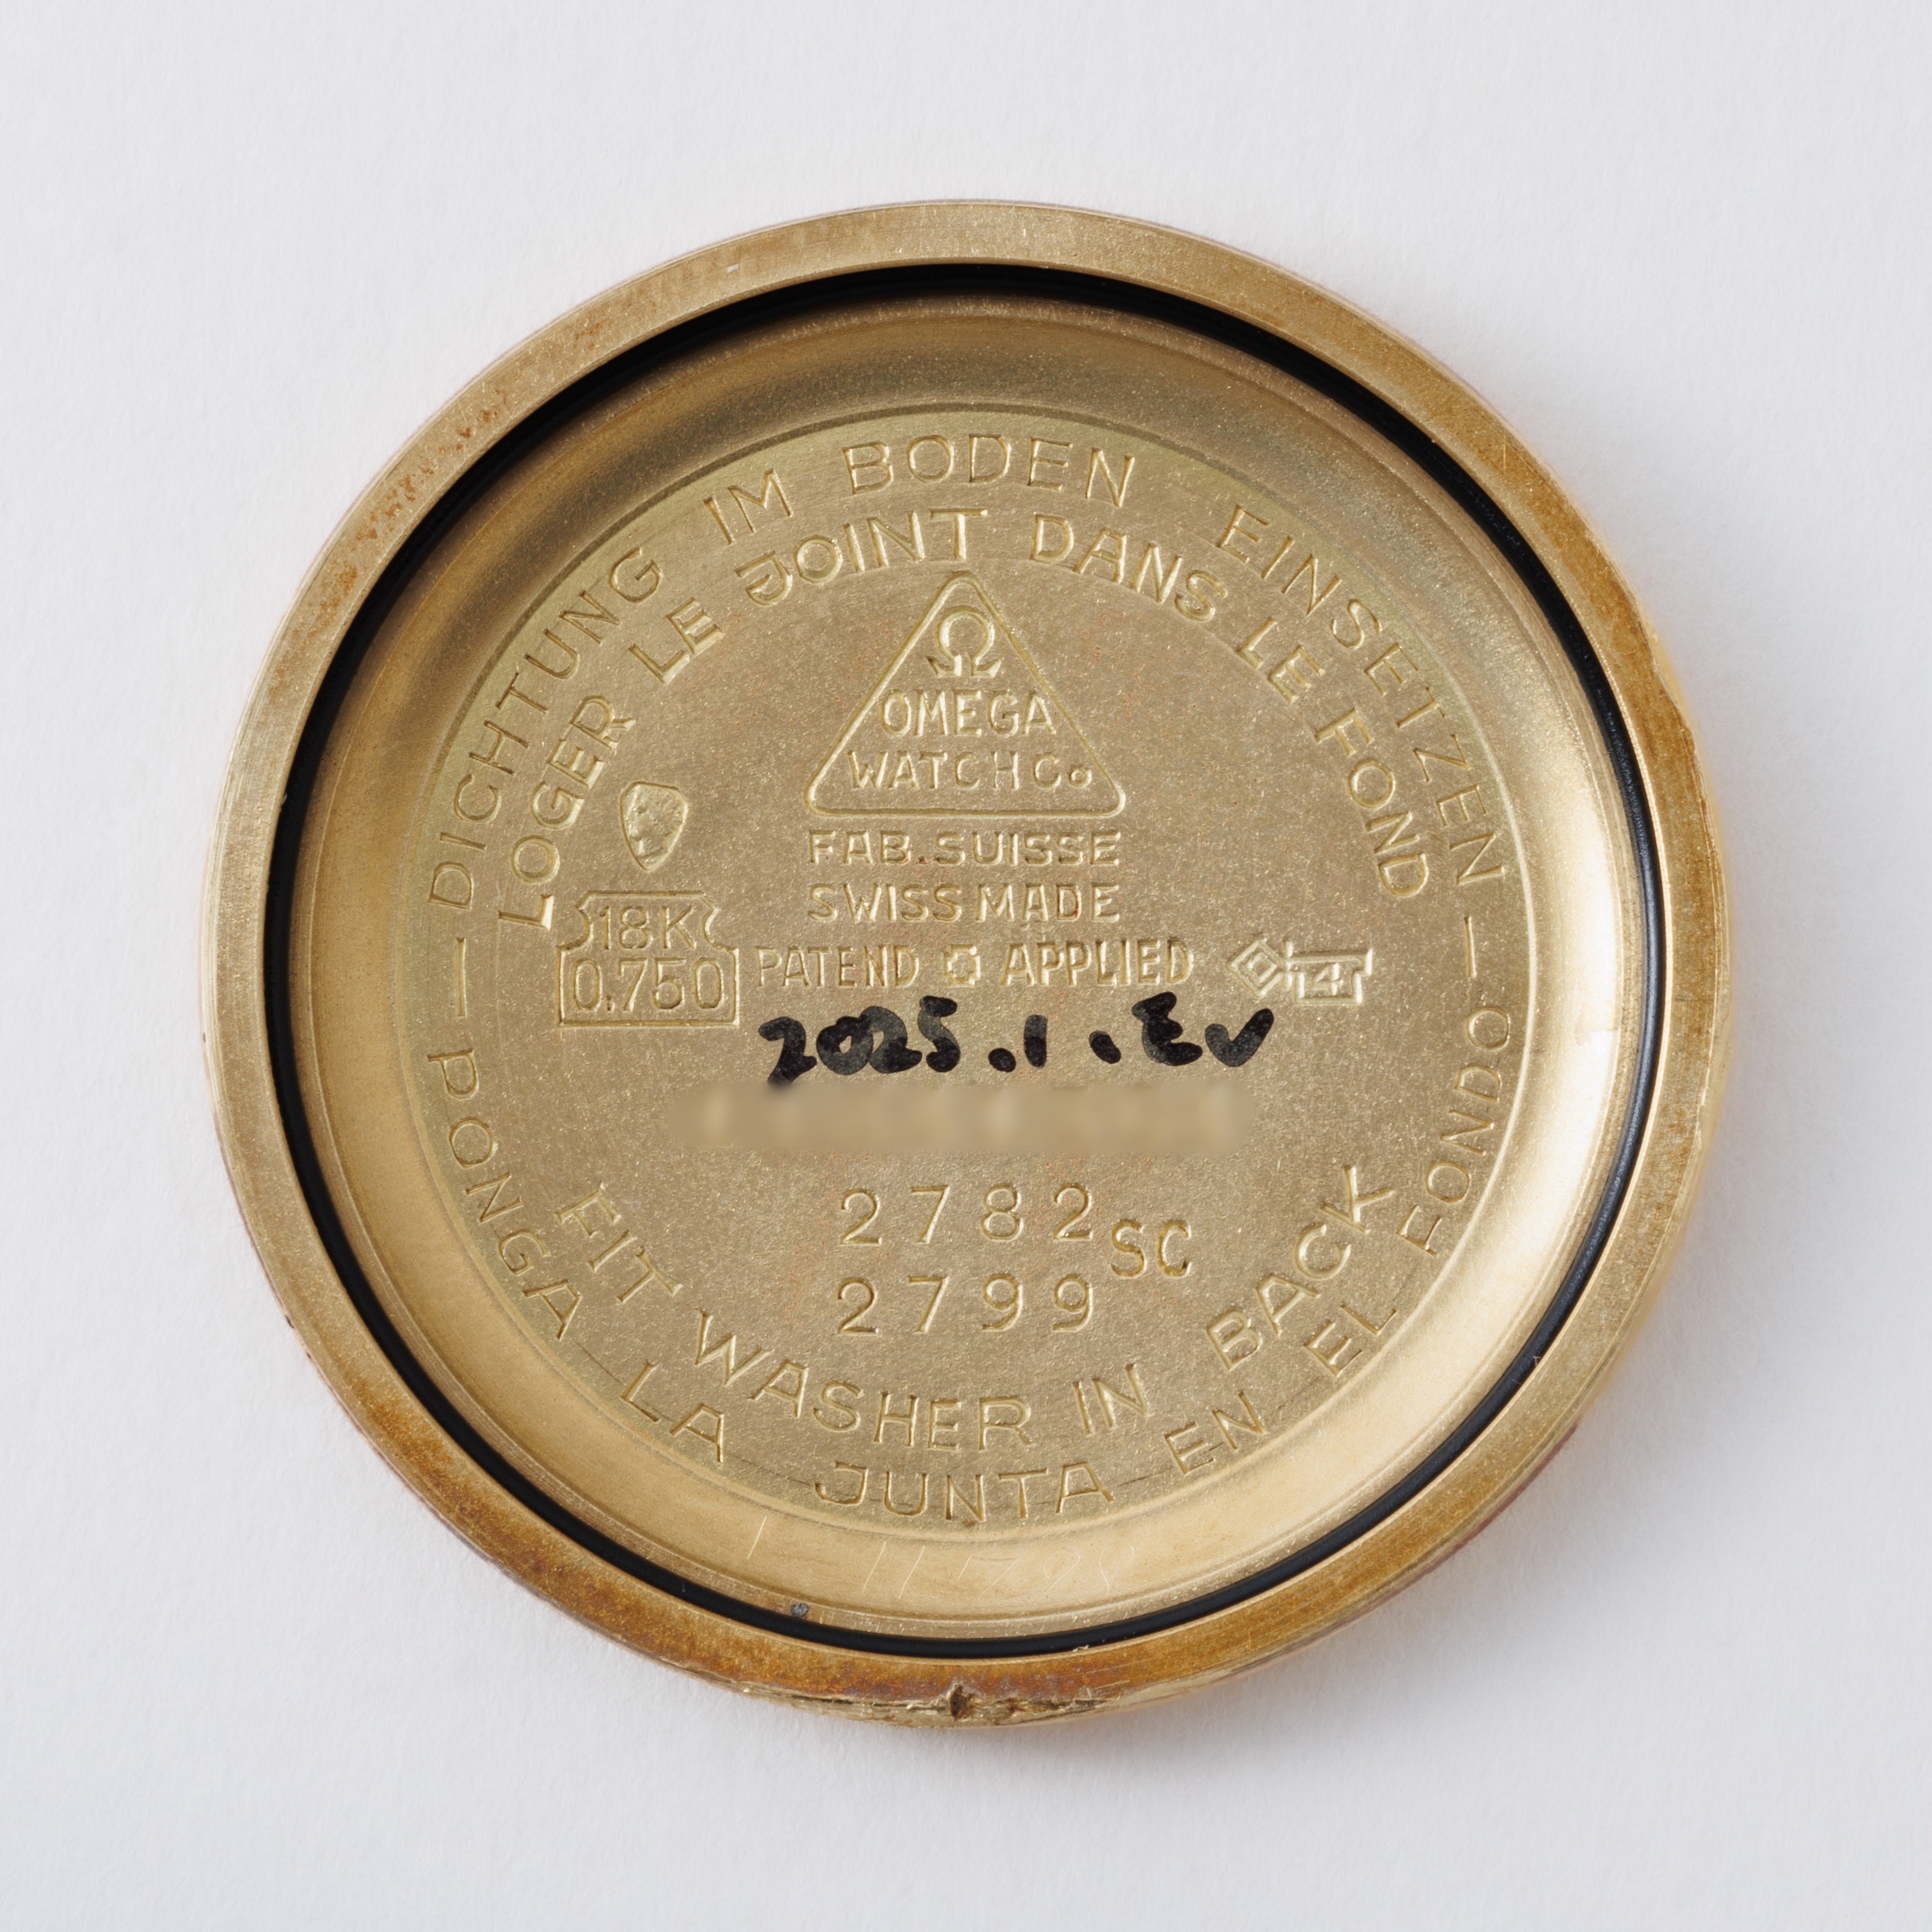 — DICHTUNG IM BODEN EINSETZEN —
LOGER LE JOINT DANS LE FOND
Ω
OMEGA
WATCH Co
FAB. SUISSE
SWISS MADE
18K
0.750
PATEND APPLIED
4
2025.1.Ev
2782 SC
2799
FIT WASHER IN BACK
PONGA LA JUNTA EN EL FONDO